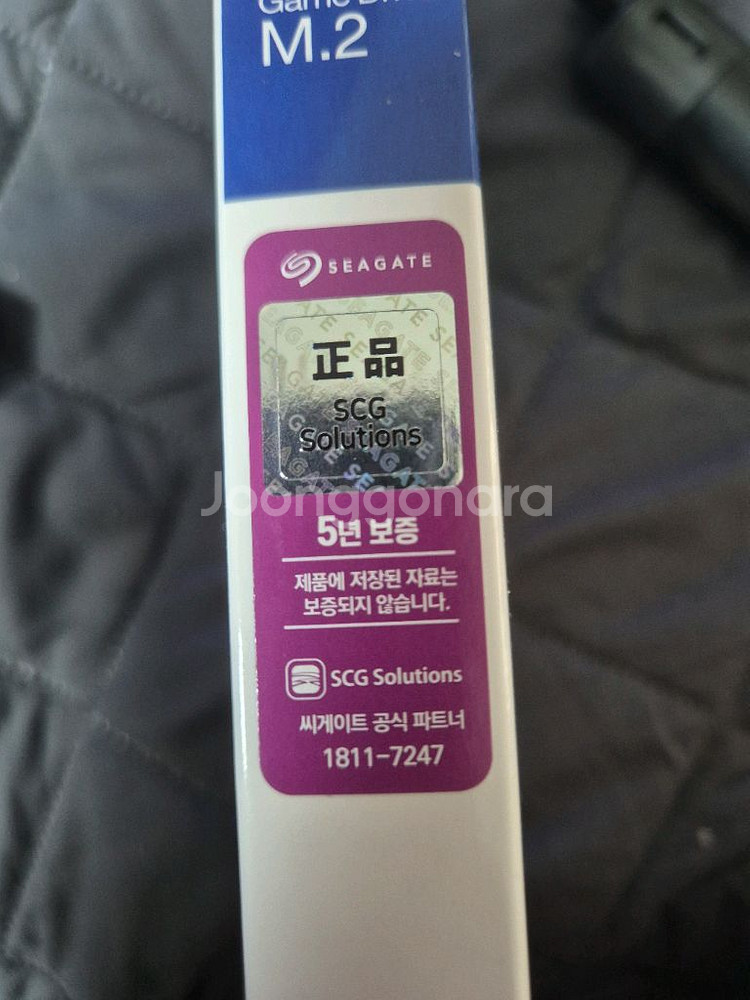 Game
M.2
SEAGATE
正品
SCG
Solutions
Joonggonara
5년 보증
제품에 저장된 자료는
보증되지 않습니다.
SCG Solutions
씨게이트 공식 파트너
1811-7247